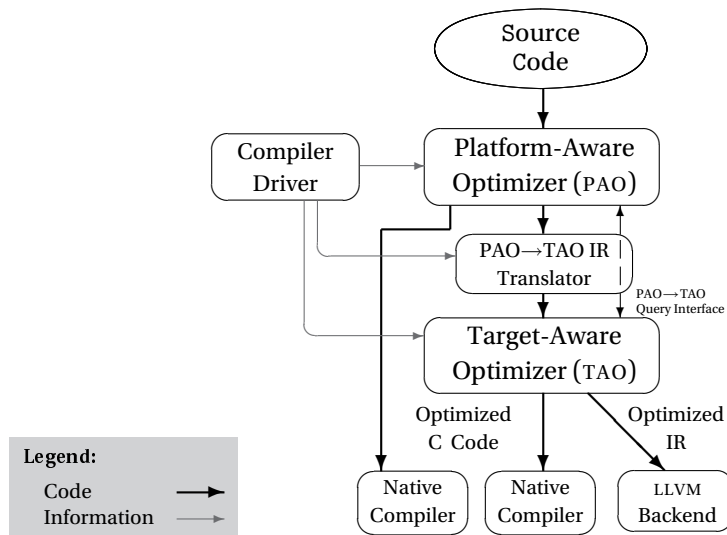 Source
Code
Compiler
Driver
Platform-Aware
Optimizer (PAO)
PAO→TAO IR
Translator
PAO→TAO
Query Interface
Target-Aware
Optimizer (TAO)
Optimized
C Code
Optimized
IR
Legend:
Code
Information
Native
Compiler
Native
Compiler
LLVM
Backend